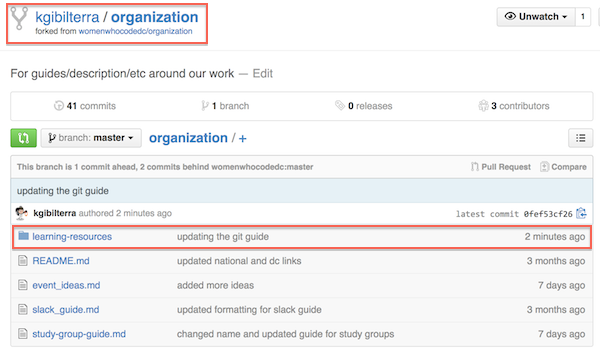 kgibilterra / organization
forked from womenwhocodedc/organization
Unwatch 1
For guides/description/etc around our work — Edit
41 commits 1 branch 0 releases 3 contributors
branch: master organization / +
This branch is 1 commit ahead, 2 commits behind womenwhocodedc:master Pull Request Compare
updating the git guide
kgibilterra authored 2 minutes ago latest commit 0fef53cf26
learning-resources updating the git guide 2 minutes ago
README.md updated national and dc links 3 months ago
event_ideas.md added more ideas 7 days ago
slack_guide.md updated formatting for slack guide 3 months ago
study-group-guide.md changed name and updated guide for study groups 7 days ago